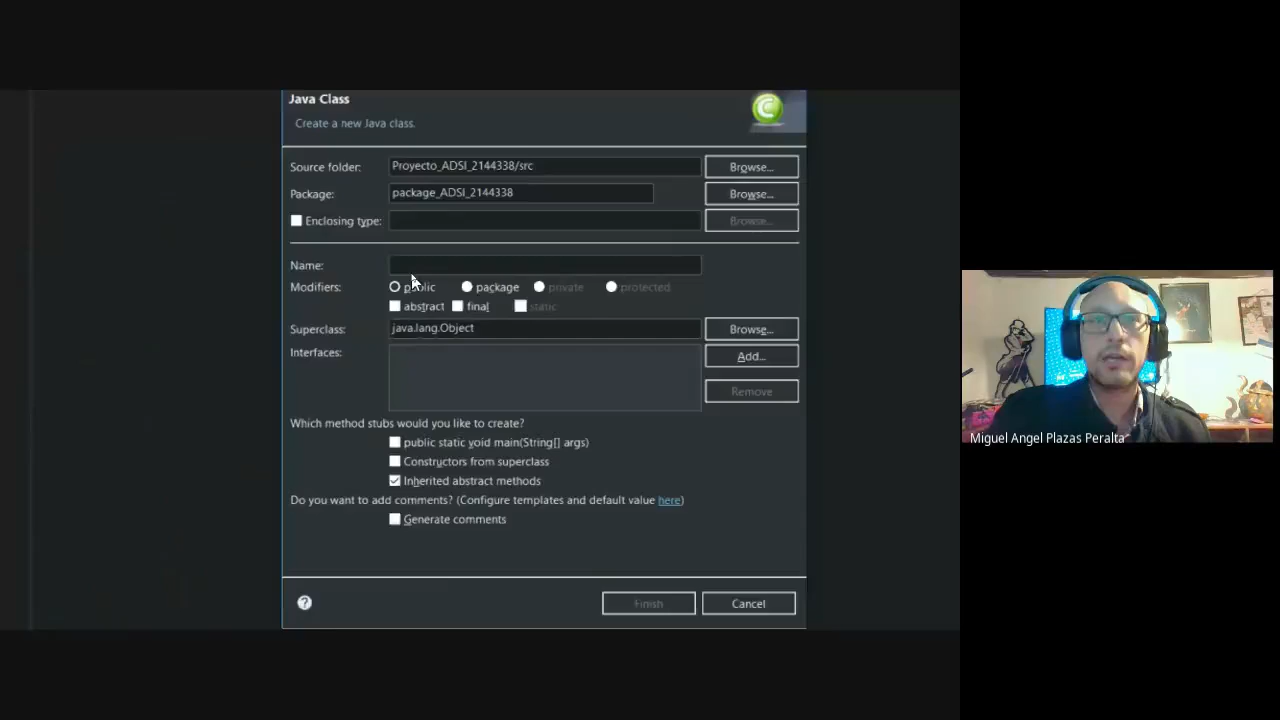 Java Class
Create a new Java class.
Source folder: Proyecto_ADSI_2144338/src Browse...
Package: package_ADSI_2144338 Browse...
Enclosing type: Browse...
Name:
Modifiers: public package private protected
abstract final static
Superclass: java.lang.Object Browse...
Interfaces: Add...
Remove
Which method stubs would you like to create?
public static void main(String[] args)
Constructors from superclass
Inherited abstract methods
Do you want to add comments? (Configure templates and default value here)
Generate comments
? Finish Cancel
Miguel Angel Plazas Peralta